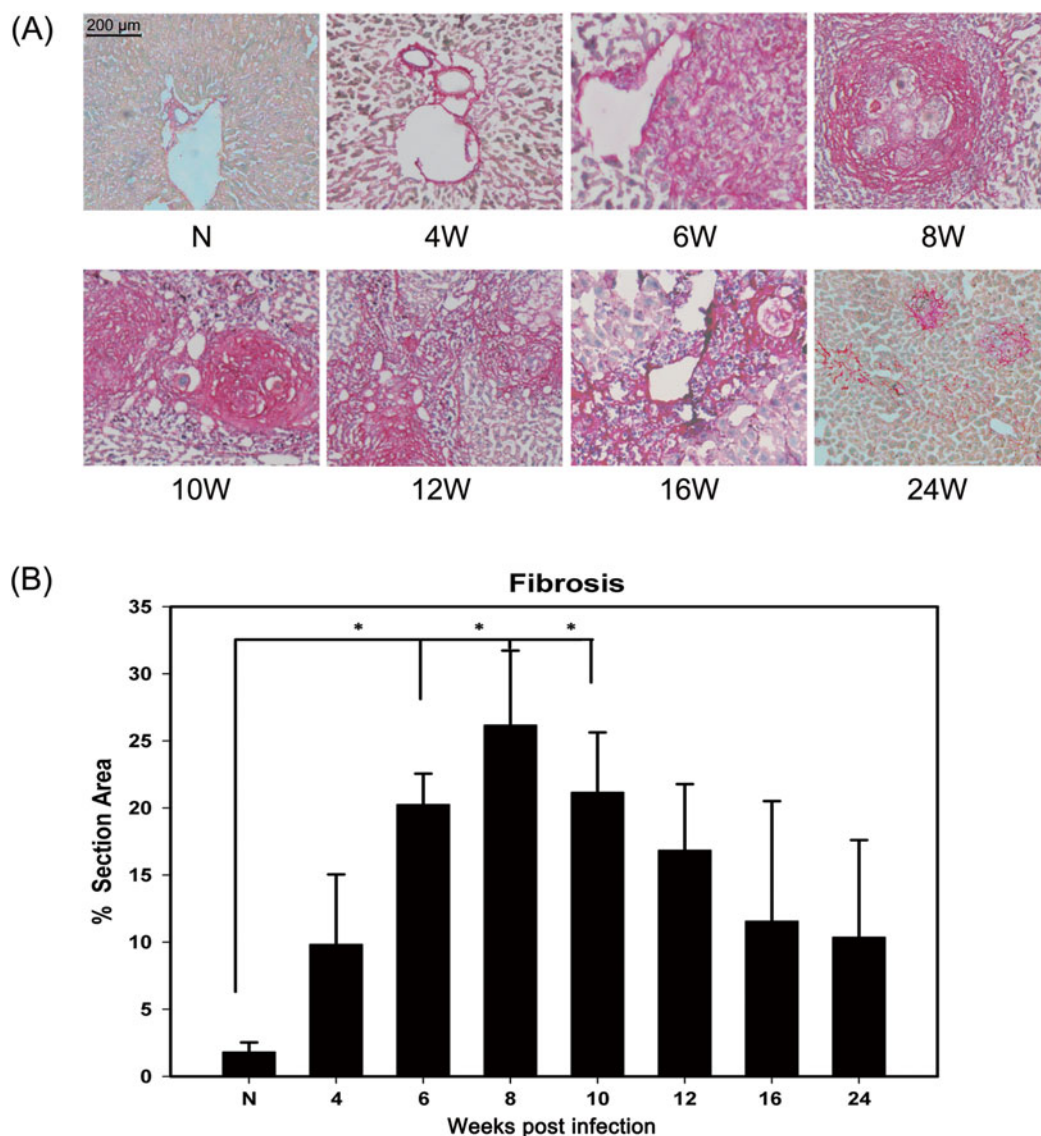 (A)
200 µm
N 4W 6W 8W
10W 12W 16W 24W
(B)
Fibrosis
35
30
25
20
15
10
5
0
% Section Area
* * *
N 4 6 8 10 12 16 24
Weeks post infection